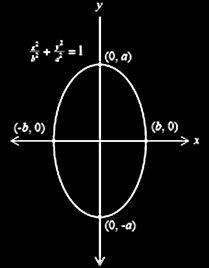 y
x²/b² + y²/a² = 1
(0, a)
(-b, 0)
(b, 0)
x
(0, -a)